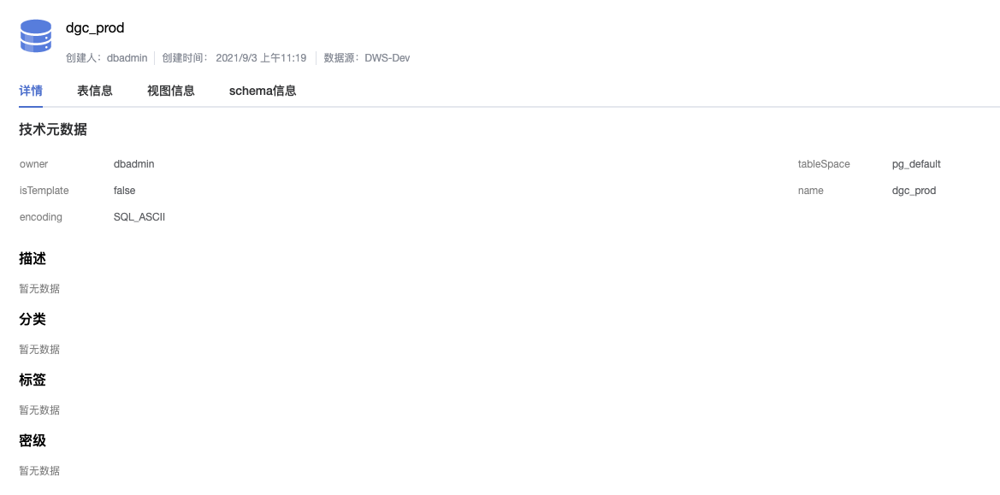 dgc_prod
创建人：dbadmin 创建时间： 2021/9/3 上午11:19 数据源：DWS-Dev
详情 表信息 视图信息 schema信息
技术元数据
owner dbadmin tableSpace pg_default
isTemplate false name dgc_prod
encoding SQL_ASCII
描述
暂无数据
分类
暂无数据
标签
暂无数据
密级
暂无数据